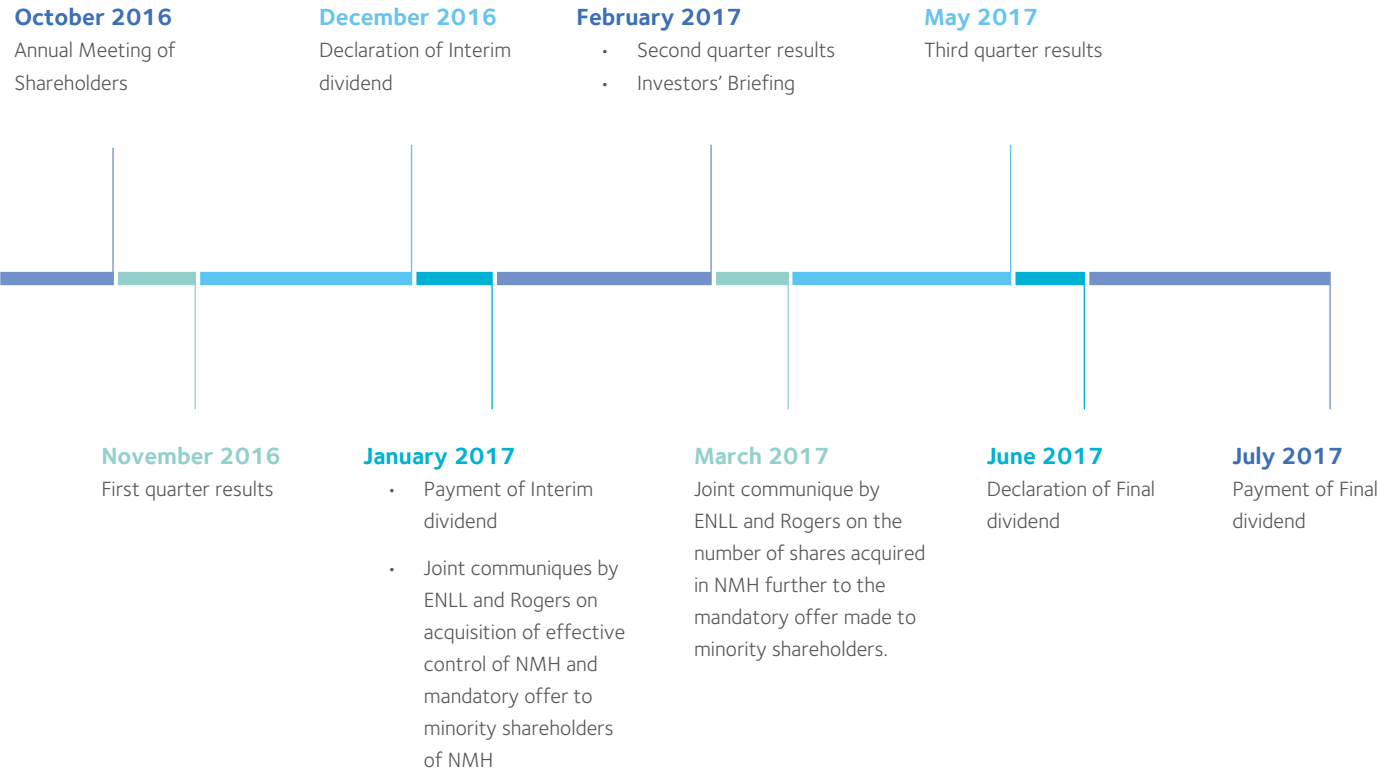 October 2016
Annual Meeting of
Shareholders
December 2016
Declaration of Interim
dividend
February 2017
• Second quarter results
• Investors' Briefing
May 2017
Third quarter results
November 2016
First quarter results
January 2017
• Payment of Interim
dividend
• Joint communiques by
ENLL and Rogers on
acquisition of effective
control of NMH and
mandatory offer to
minority shareholders
of NMH
March 2017
Joint communique by
ENLL and Rogers on the
number of shares acquired
in NMH further to the
mandatory offer made to
minority shareholders.
June 2017
Declaration of Final
dividend
July 2017
Payment of Final
dividend